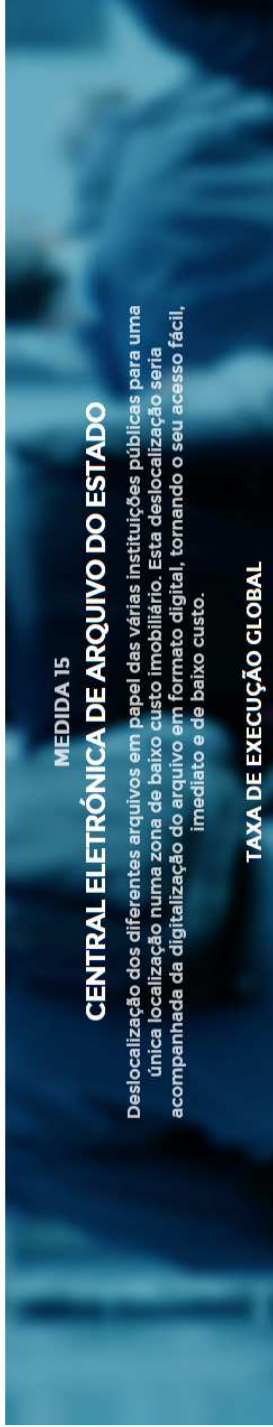 MEDIDA 15
CENTRAL ELETRÓNICA DE ARQUIVO DO ESTADO
Deslocalização dos diferentes arquivos em papel das várias instituições públicas para uma
única localização numa zona de baixo custo imobiliário. Esta deslocalização seria
acompanhada da digitalização do arquivo em formato digital, tornando o seu acesso fácil,
imediato e de baixo custo.
TAXA DE EXECUÇÃO GLOBAL